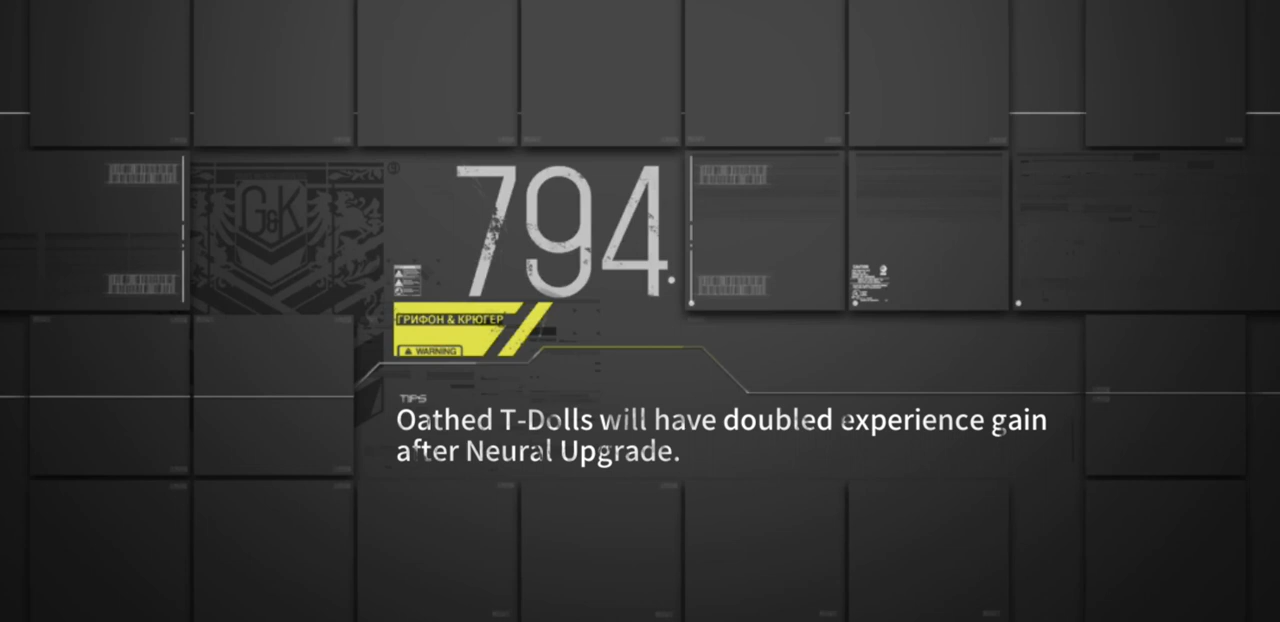 G&K
794.
ГРИФОН & КРЮГЕР
WARNING
TIPS
Oathed T-Dolls will have doubled experience gain
after Neural Upgrade.